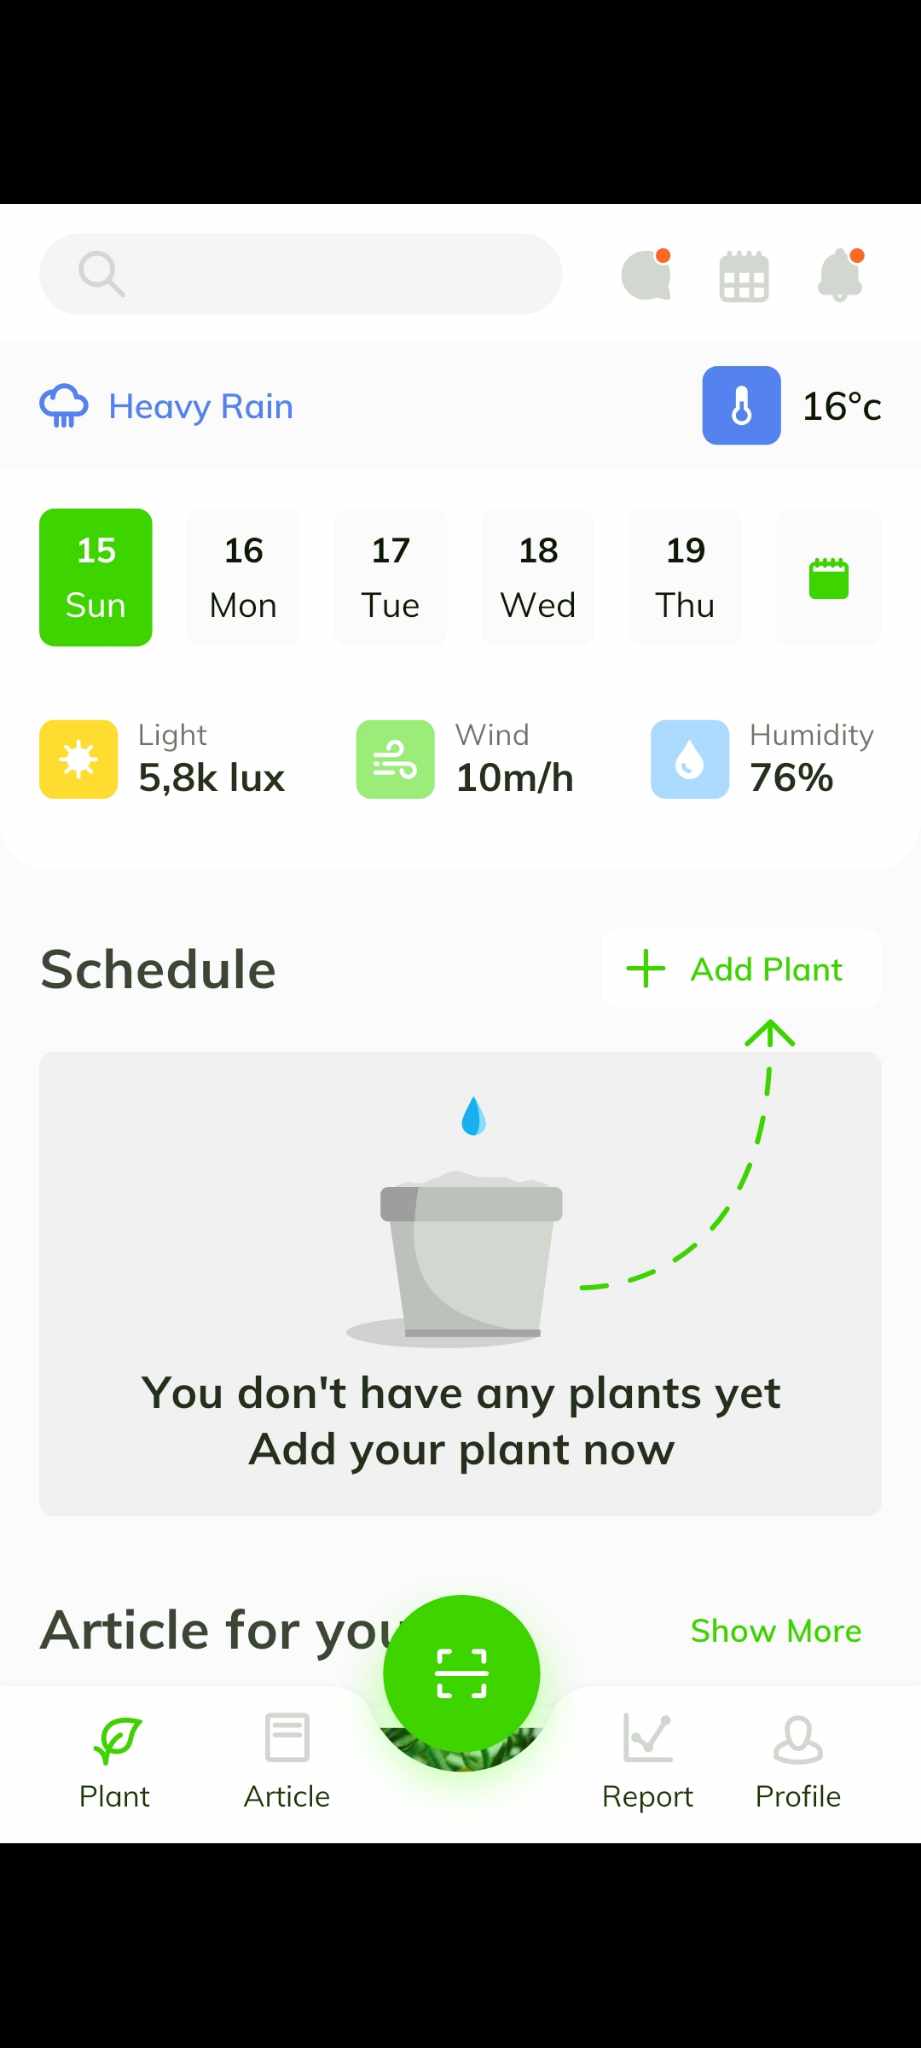 Heavy Rain
16°c
15 16 17 18 19
Sun Mon Tue Wed Thu
Light Wind Humidity
5,8k lux 10m/h 76%
Schedule
Add Plant
You don't have any plants yet
Add your plant now
Article for you
Show More
Plant Article Report Profile